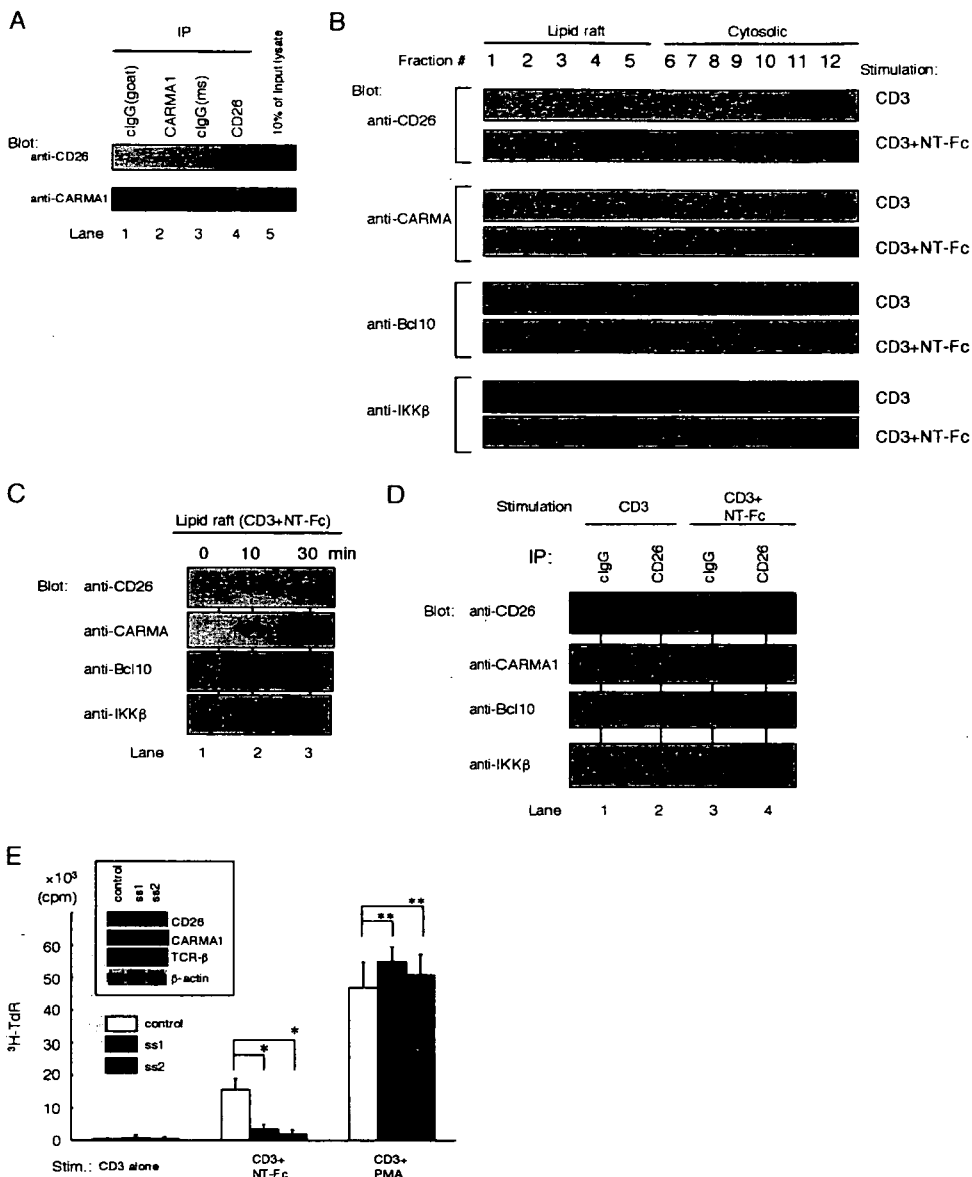 A
IP
cIgG(goat)
CARMA1
cIgG(ms)
CD26
10% of Input lysate
Blot:
anti-CD26
anti-CARMA1
Lane 1 2 3 4 5
B
Lipid raft Cytosolic
Fraction # 1 2 3 4 5 6 7 8 9 10 11 12
Stimulation:
Blot:
anti-CD26
CD3
CD3+NT-Fc
anti-CARMA
CD3
CD3+NT-Fc
anti-Bcl10
CD3
CD3+NT-Fc
anti-IKKβ
CD3
CD3+NT-Fc
C
Lipid raft (CD3+NT-Fc)
0 10 30 min
Blot: anti-CD26
anti-CARMA
anti-Bcl10
anti-IKKβ
Lane 1 2 3
D
Stimulation CD3 CD3+
NT-Fc
IP: cIgG CD26 cIgG CD26
Blot: anti-CD26
anti-CARMA1
anti-Bcl10
anti-IKKβ
Lane 1 2 3 4
E
×10³
(cpm)
³H-TdR
60
50
40
30
20
10
0
control
ss1
ss2
CD26
CARMA1
TCR-β
β-actin
control
ss1
ss2
* *
** **
Stim.: CD3 alone CD3+
NT-Fc CD3+
PMA